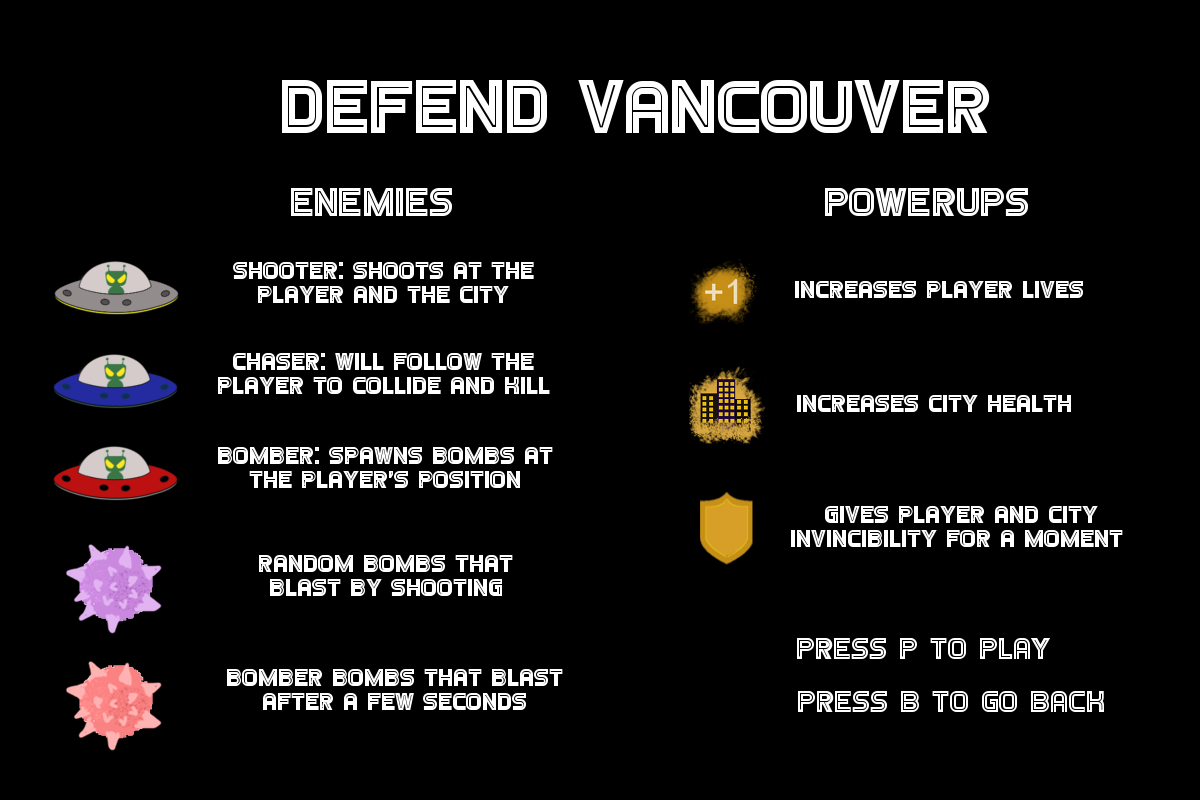 DEFEND VANCOUVER
ENEMIES
SHOOTER: SHOOTS AT THE
PLAYER AND THE CITY
CHASER: WILL FOLLOW THE
PLAYER TO COLLIDE AND KILL
BOMBER: SPAWNS BOMBS AT
THE PLAYER'S POSITION
RANDOM BOMBS THAT
BLAST BY SHOOTING
BOMBER BOMBS THAT BLAST
AFTER A FEW SECONDS
POWERUPS
+1
INCREASES PLAYER LIVES
INCREASES CITY HEALTH
GIVES PLAYER AND CITY
INVINCIBILITY FOR A MOMENT
PRESS P TO PLAY
PRESS B TO GO BACK